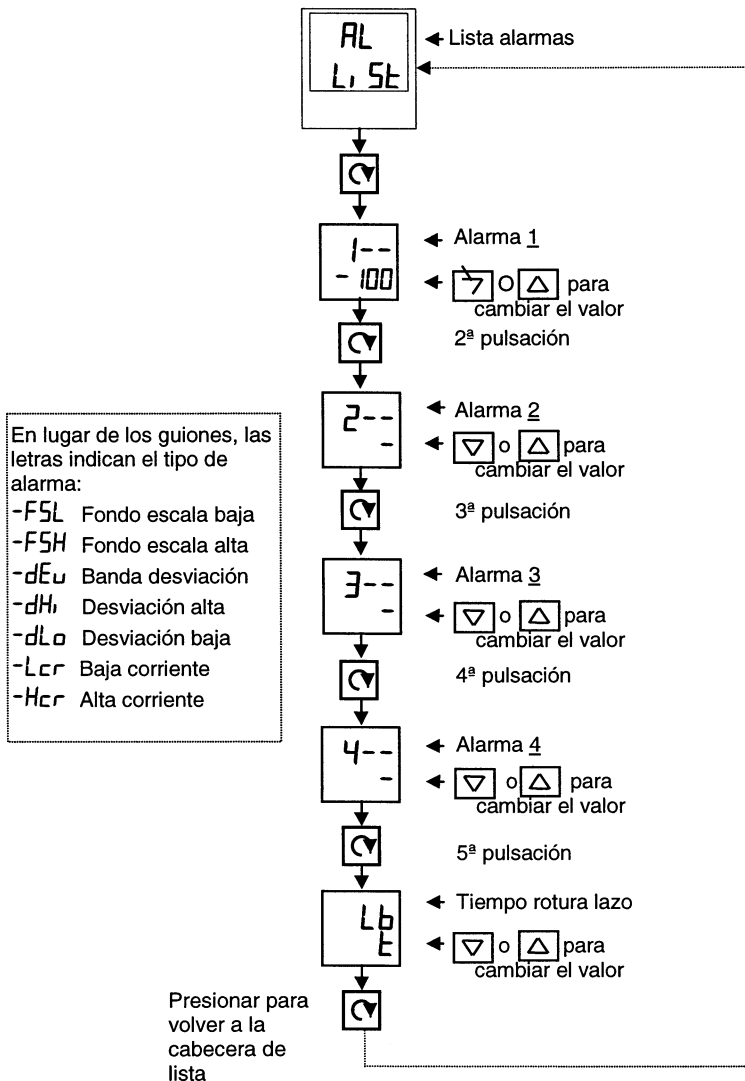 AL
LiSt
Lista alarmas
1--
-100
Alarma 1
O para
cambiar el valor
2ª pulsación
2--
-
Alarma 2
o para
cambiar el valor
3ª pulsación
En lugar de los guiones, las
letras indican el tipo de
alarma:
-FSL Fondo escala baja
-FSH Fondo escala alta
-dEv Banda desviación
-dHi Desviación alta
-dLo Desviación baja
-Lcr Baja corriente
-Hcr Alta corriente
3--
-
Alarma 3
o para
cambiar el valor
4ª pulsación
4--
-
Alarma 4
o para
cambiar el valor
5ª pulsación
Lb
t
Tiempo rotura lazo
o para
cambiar el valor
Presionar para
volver a la
cabecera de
lista